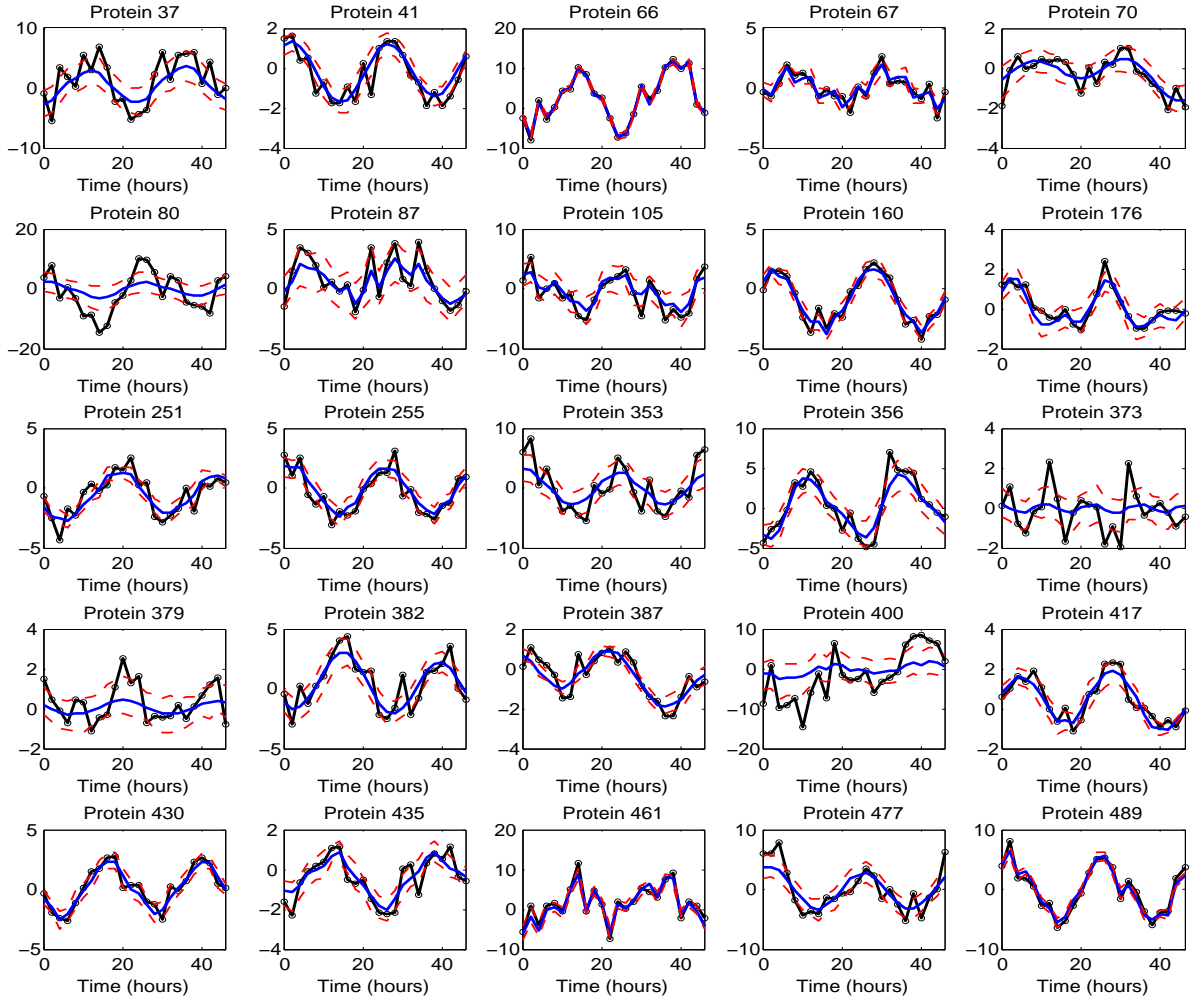 Protein 37 Protein 41 Protein 66 Protein 67 Protein 70
10 2 20 5 2
0 0 10 0 0
−2 0 −2
−10 −4 −10 −5 −4
0 20 40 0 20 40 0 20 40 0 20 40 0 20 40
Time (hours) Time (hours) Time (hours) Time (hours) Time (hours)
Protein 80 Protein 87 Protein 105 Protein 160 Protein 176
20 5 10 5 4
2
0 0 0 0 0
−20 −5 −10 −5 −2
0 20 40 0 20 40 0 20 40 0 20 40 0 20 40
Time (hours) Time (hours) Time (hours) Time (hours) Time (hours)
Protein 251 Protein 255 Protein 353 Protein 356 Protein 373
5 5 10 10 4
5 2
0 0 0 0 0
−5 −5 −10 −5 −2
0 20 40 0 20 40 0 20 40 0 20 40 0 20 40
Time (hours) Time (hours) Time (hours) Time (hours) Time (hours)
Protein 379 Protein 382 Protein 387 Protein 400 Protein 417
4 5 2 10 4
2 0 0 0 2
0 −2 −10 0
−2 −5 −4 −20 −2
0 20 40 0 20 40 0 20 40 0 20 40 0 20 40
Time (hours) Time (hours) Time (hours) Time (hours) Time (hours)
Protein 430 Protein 435 Protein 461 Protein 477 Protein 489
5 2 20 10 10
0 0 10 0 0
−2 0
−5 −4 −10 −10 −10
0 20 40 0 20 40 0 20 40 0 20 40 0 20 40
Time (hours) Time (hours) Time (hours) Time (hours) Time (hours)